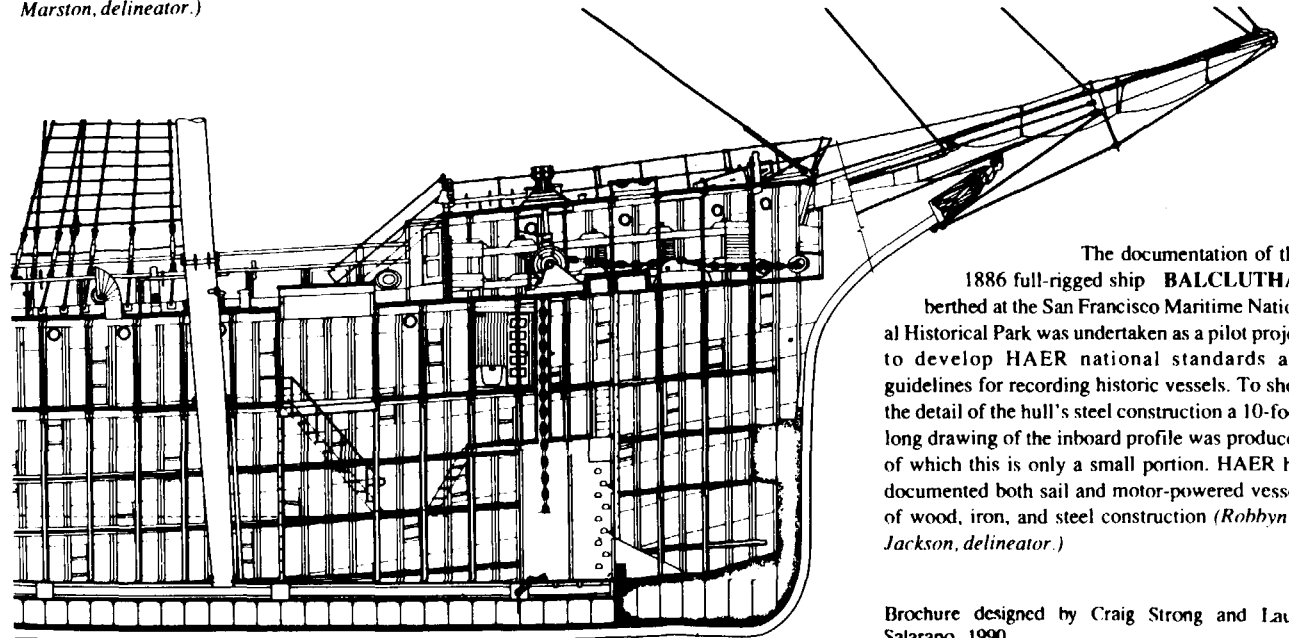 Marston, delineator.)
The documentation of th
1886 full-rigged ship BALCLUTHA
berthed at the San Francisco Maritime Natio
al Historical Park was undertaken as a pilot proje
to develop HAER national standards a
guidelines for recording historic vessels. To sho
the detail of the hull's steel construction a 10-foo
long drawing of the inboard profile was produce
of which this is only a small portion. HAER h
documented both sail and motor-powered vesse
of wood, iron, and steel construction (Robbyn
Jackson, delineator.)
Brochure designed by Craig Strong and Lau
Salarano, 1990